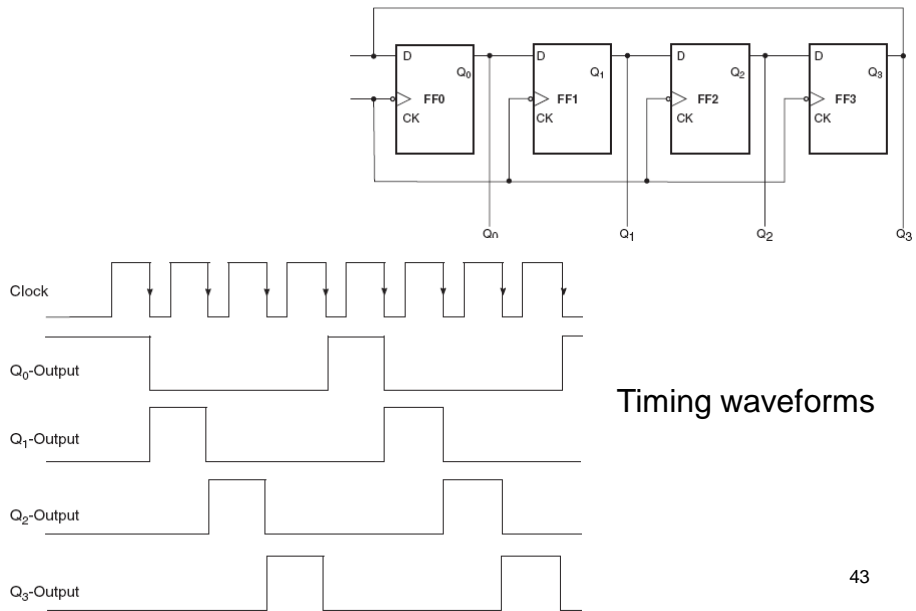 D D D D
Q₀ Q₁ Q₂ Q₃
FF0 FF1 FF2 FF3
CK CK CK CK
Q₀ Q₁ Q₂ Q₃
Clock
Q₀-Output
Timing waveforms
Q₁-Output
Q₂-Output
Q₃-Output
43